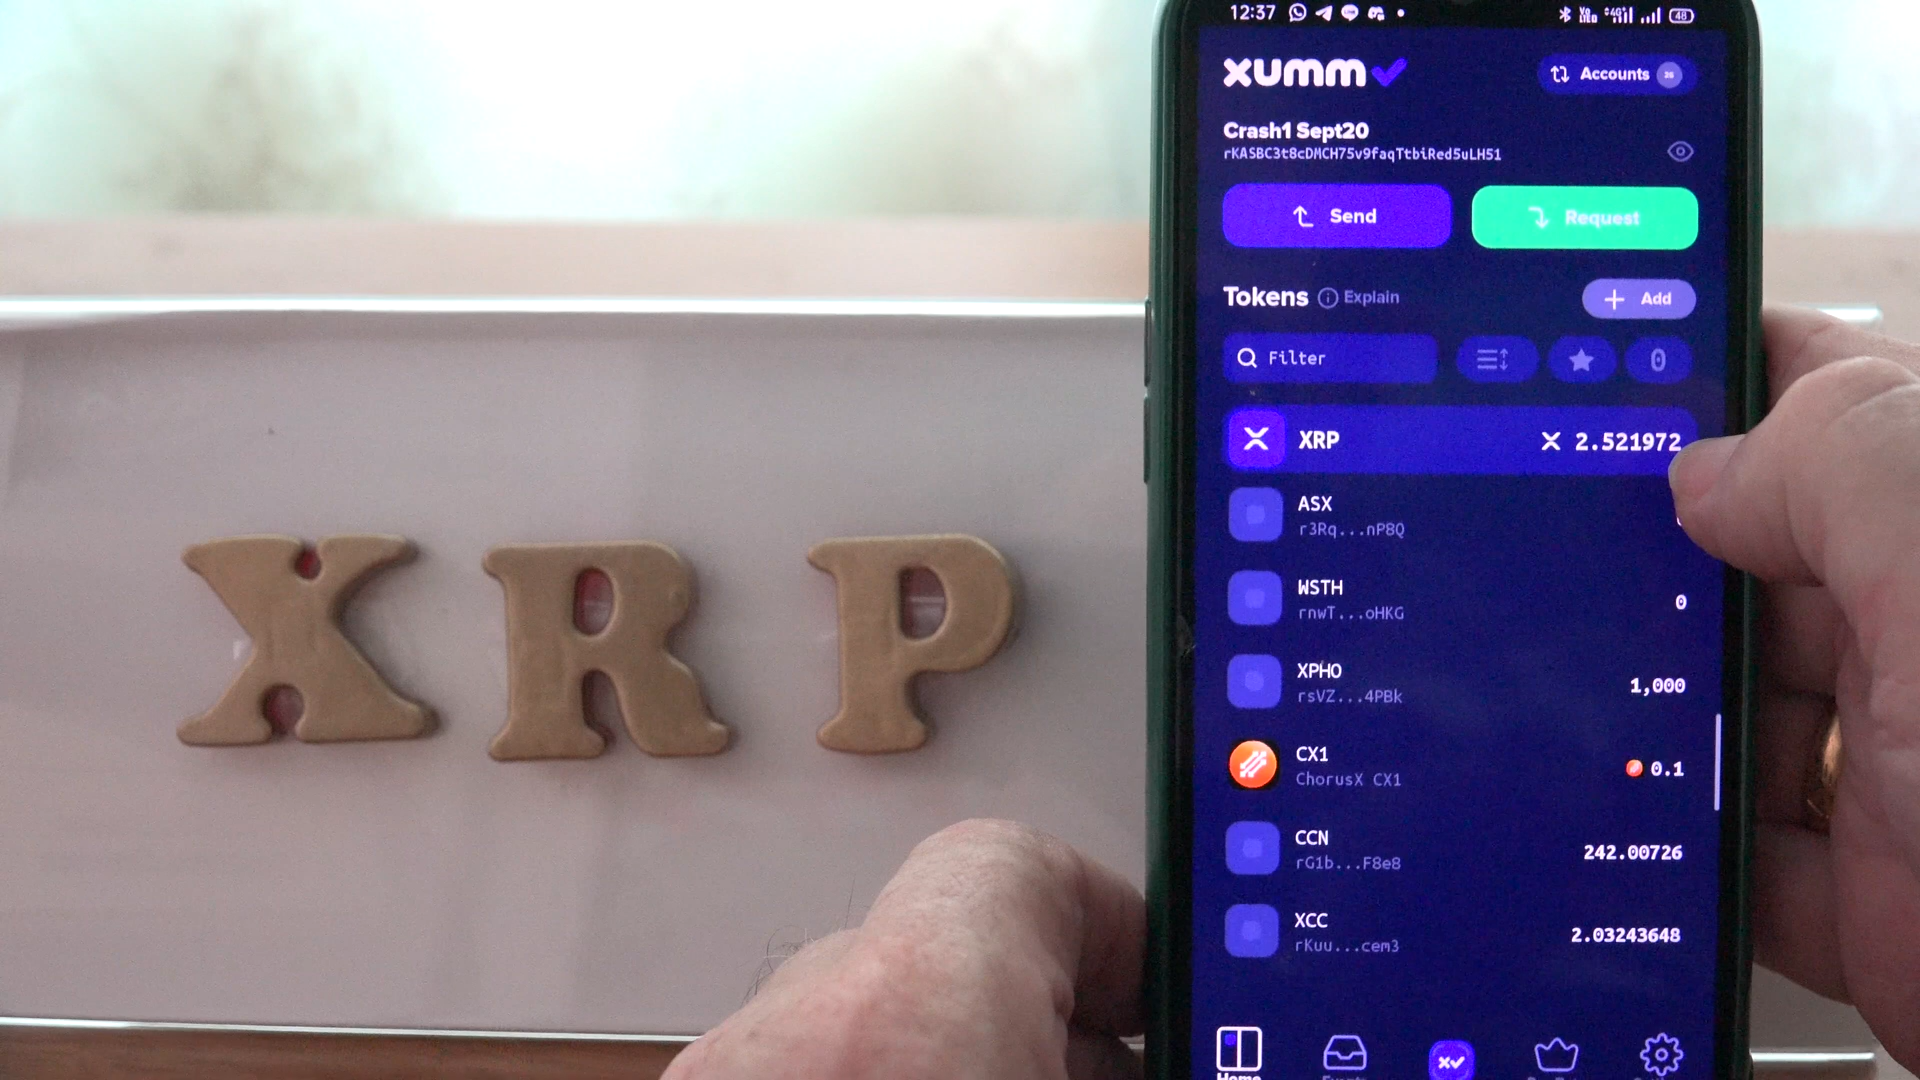 XRP
12:37
48
xumm
Accounts
Crash1 Sept20
rKASBC3t8cDMCH75v9faqTtbiRed5uLH51
Send
Request
Tokens Explain
Add
Filter
0
XRP
2.521972
ASX
r3Rq...nP8Q
WSTH
rnwT...oHKG
0
XPHO
rsVZ...4PBk
1,000
CX1
ChorusX CX1
0.1
CCN
rG1b...F8e8
242.00726
XCC
rKuu...cem3
2.03243648
Home